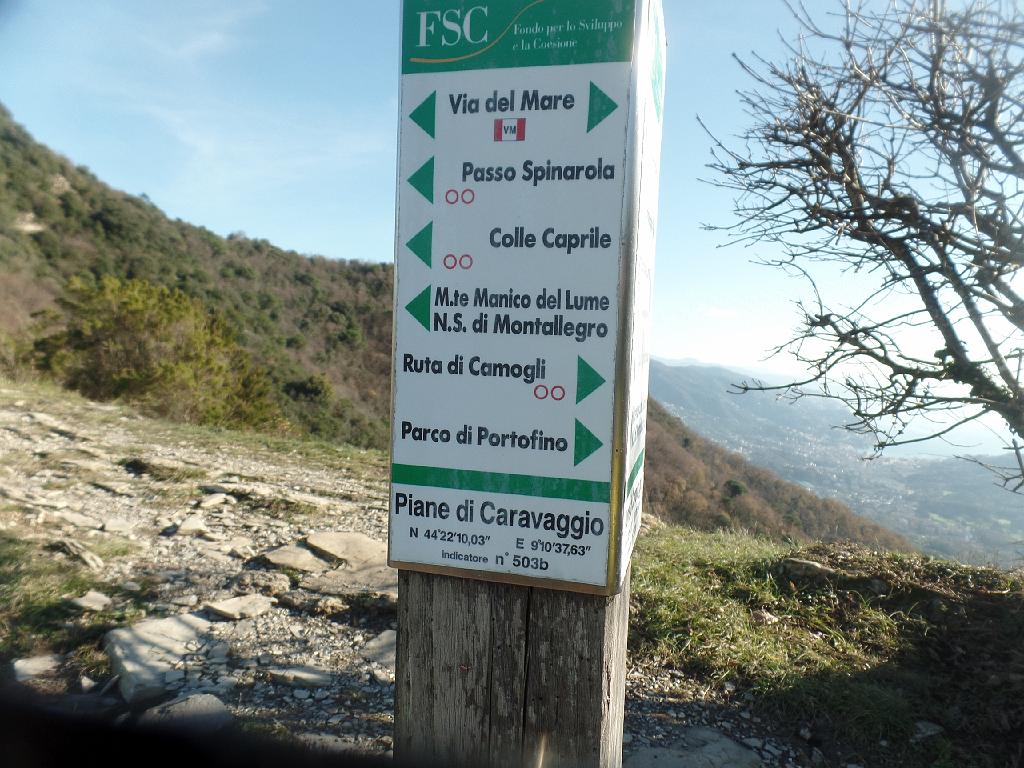 FSC
Fondo per lo Sviluppo
e la Coesione
Via del Mare
VM
Passo Spinarola
Colle Caprile
M.te Manico del Lume
N.S. di Montallegro
Ruta di Camogli
Parco di Portofino
Piane di Caravaggio
N 44°22'10,03" E 9°10'37,63"
Indicatore n° 503b